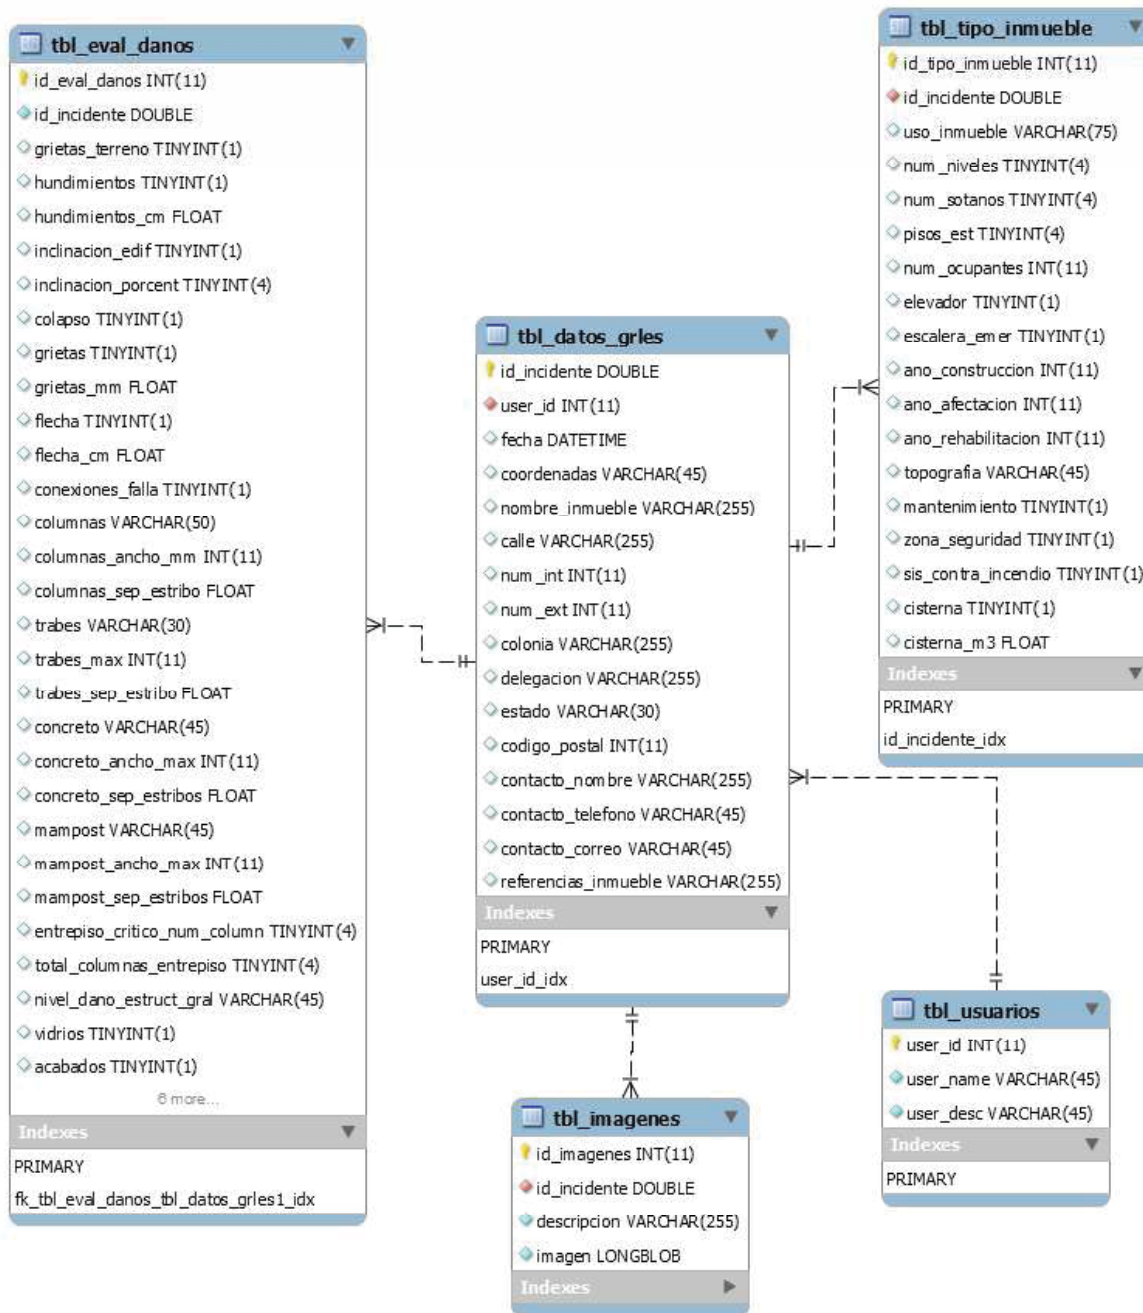 tbl_eval_danos
id_eval_danos INT(11)
id_incidente DOUBLE
grietas_terreno TINYINT(1)
hundimientos TINYINT(1)
hundimientos_cm FLOAT
inclinacion_edif TINYINT(1)
inclinacion_porcent TINYINT(4)
colapso TINYINT(1)
grietas TINYINT(1)
grietas_mm FLOAT
flecha TINYINT(1)
flecha_cm FLOAT
conexiones_falla TINYINT(1)
columnas VARCHAR(50)
columnas_ancho_mm INT(11)
columnas_sep_estribo FLOAT
trabes VARCHAR(30)
trabes_max INT(11)
trabes_sep_estribo FLOAT
concreto VARCHAR(45)
concreto_ancho_max INT(11)
concreto_sep_estribos FLOAT
mampost VARCHAR(45)
mampost_ancho_max INT(11)
mampost_sep_estribos FLOAT
entrepiso_critico_num_column TINYINT(4)
total_columnas_entrepiso TINYINT(4)
nivel_dano_estruct_gral VARCHAR(45)
vidrios TINYINT(1)
acabados TINYINT(1)
6 more...
Indexes
PRIMARY
fk_tbl_eval_danos_tbl_datos_grles1_idx
tbl_datos_grles
id_incidente DOUBLE
user_id INT(11)
fecha DATETIME
coordenadas VARCHAR(45)
nombre_inmueble VARCHAR(255)
calle VARCHAR(255)
num_int INT(11)
num_ext INT(11)
colonia VARCHAR(255)
delegacion VARCHAR(255)
estado VARCHAR(30)
codigo_postal INT(11)
contacto_nombre VARCHAR(255)
contacto_telefono VARCHAR(45)
contacto_correo VARCHAR(45)
referencias_inmueble VARCHAR(255)
Indexes
PRIMARY
user_id_idx
tbl_imagenes
id_imagenes INT(11)
id_incidente DOUBLE
descripcion VARCHAR(255)
imagen LONGBLOB
Indexes
tbl_tipo_inmueble
id_tipo_inmueble INT(11)
id_incidente DOUBLE
uso_inmueble VARCHAR(75)
num_niveles TINYINT(4)
num_sotanos TINYINT(4)
pisos_est TINYINT(4)
num_ocupantes INT(11)
elevador TINYINT(1)
escalera_emer TINYINT(1)
ano_construccion INT(11)
ano_afectacion INT(11)
ano_rehabilitacion INT(11)
topografia VARCHAR(45)
mantenimiento TINYINT(1)
zona_seguridad TINYINT(1)
sis_contra_incendio TINYINT(1)
cisterna TINYINT(1)
cisterna_m3 FLOAT
Indexes
PRIMARY
id_incidente_idx
tbl_usuarios
user_id INT(11)
user_name VARCHAR(45)
user_desc VARCHAR(45)
Indexes
PRIMARY